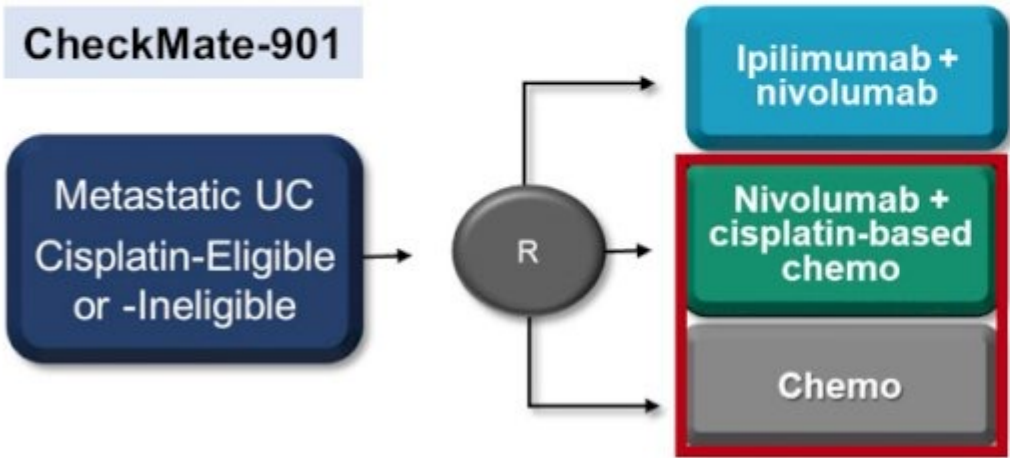 CheckMate-901
Metastatic UC
Cisplatin-Eligible
or -Ineligible
R
Ipilimumab +
nivolumab
Nivolumab +
cisplatin-based
chemo
Chemo